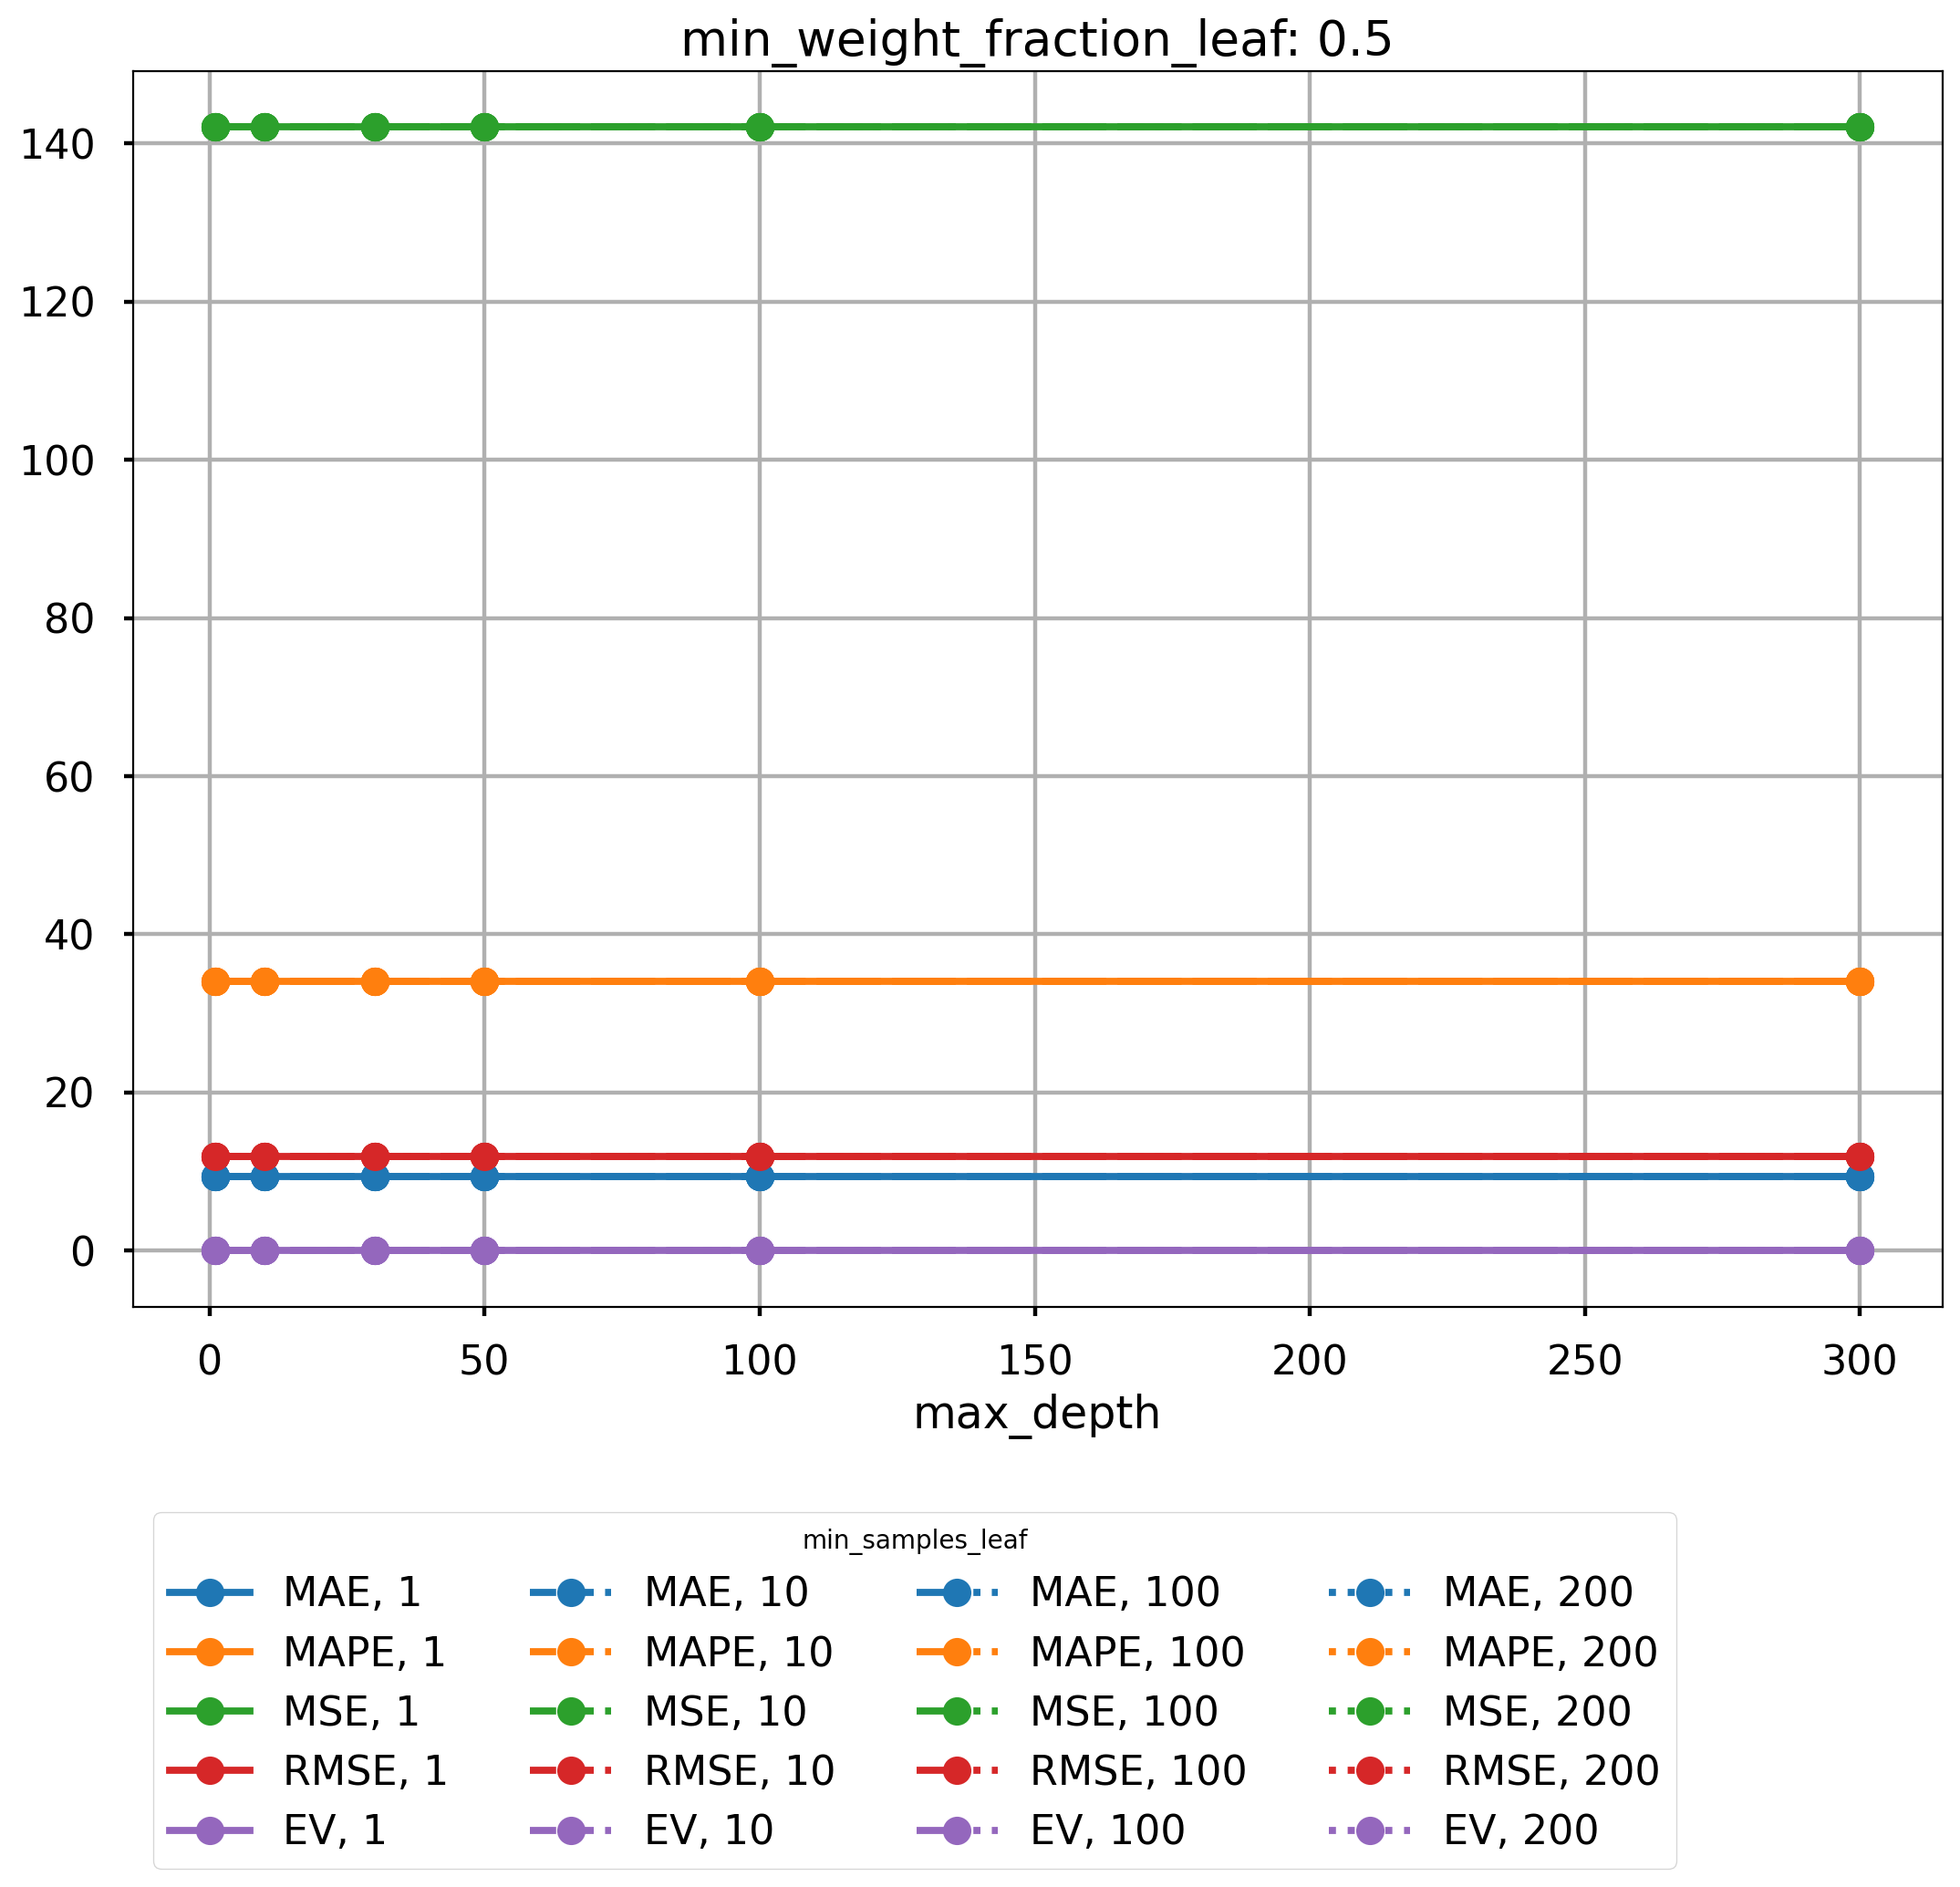 min_weight_fraction_leaf: 0.5
140
120
100
80
60
40
20
0
0 50 100 150 200 250 300
max_depth
min_samples_leaf
MAE, 1 MAE, 10 MAE, 100 MAE, 200
MAPE, 1 MAPE, 10 MAPE, 100 MAPE, 200
MSE, 1 MSE, 10 MSE, 100 MSE, 200
RMSE, 1 RMSE, 10 RMSE, 100 RMSE, 200
EV, 1 EV, 10 EV, 100 EV, 200